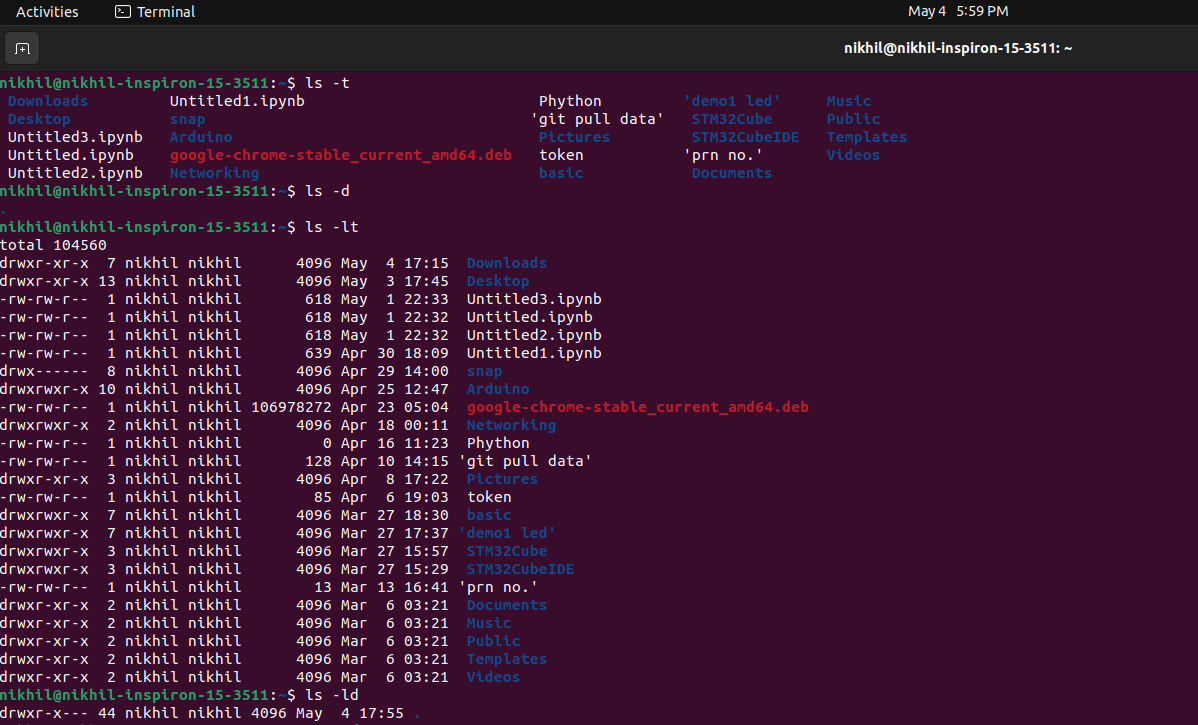 Activities Terminal May 4 5:59 PM
nikhil@nikhil-inspiron-15-3511: ~
nikhil@nikhil-inspiron-15-3511:~$ ls -t
Downloads Untitled1.ipynb Phython 'demo1 led' Music
Desktop snap 'git pull data' STM32Cube Public
Untitled3.ipynb Arduino Pictures STM32CubeIDE Templates
Untitled.ipynb google-chrome-stable_current_amd64.deb token 'prn no.' Videos
Untitled2.ipynb Networking basic Documents
nikhil@nikhil-inspiron-15-3511:~$ ls -d
.
nikhil@nikhil-inspiron-15-3511:~$ ls -lt
total 104560
drwxr-xr-x 7 nikhil nikhil 4096 May 4 17:15 Downloads
drwxr-xr-x 13 nikhil nikhil 4096 May 3 17:45 Desktop
-rw-rw-r-- 1 nikhil nikhil 618 May 1 22:33 Untitled3.ipynb
-rw-rw-r-- 1 nikhil nikhil 618 May 1 22:32 Untitled.ipynb
-rw-rw-r-- 1 nikhil nikhil 618 May 1 22:32 Untitled2.ipynb
-rw-rw-r-- 1 nikhil nikhil 639 Apr 30 18:09 Untitled1.ipynb
drwx------ 8 nikhil nikhil 4096 Apr 29 14:00 snap
drwxrwxr-x 10 nikhil nikhil 4096 Apr 25 12:47 Arduino
-rw-rw-r-- 1 nikhil nikhil 106978272 Apr 23 05:04 google-chrome-stable_current_amd64.deb
drwxrwxr-x 2 nikhil nikhil 4096 Apr 18 00:11 Networking
-rw-rw-r-- 1 nikhil nikhil 0 Apr 16 11:23 Phython
-rw-rw-r-- 1 nikhil nikhil 128 Apr 10 14:15 'git pull data'
drwxr-xr-x 3 nikhil nikhil 4096 Apr 8 17:22 Pictures
-rw-rw-r-- 1 nikhil nikhil 85 Apr 6 19:03 token
drwxrwxr-x 7 nikhil nikhil 4096 Mar 27 18:30 basic
drwxrwxr-x 7 nikhil nikhil 4096 Mar 27 17:37 'demo1 led'
drwxrwxr-x 3 nikhil nikhil 4096 Mar 27 15:57 STM32Cube
drwxrwxr-x 3 nikhil nikhil 4096 Mar 27 15:29 STM32CubeIDE
-rw-rw-r-- 1 nikhil nikhil 13 Mar 13 16:41 'prn no.'
drwxr-xr-x 2 nikhil nikhil 4096 Mar 6 03:21 Documents
drwxr-xr-x 2 nikhil nikhil 4096 Mar 6 03:21 Music
drwxr-xr-x 2 nikhil nikhil 4096 Mar 6 03:21 Public
drwxr-xr-x 2 nikhil nikhil 4096 Mar 6 03:21 Templates
drwxr-xr-x 2 nikhil nikhil 4096 Mar 6 03:21 Videos
nikhil@nikhil-inspiron-15-3511:~$ ls -ld
drwxr-x--- 44 nikhil nikhil 4096 May 4 17:55 .